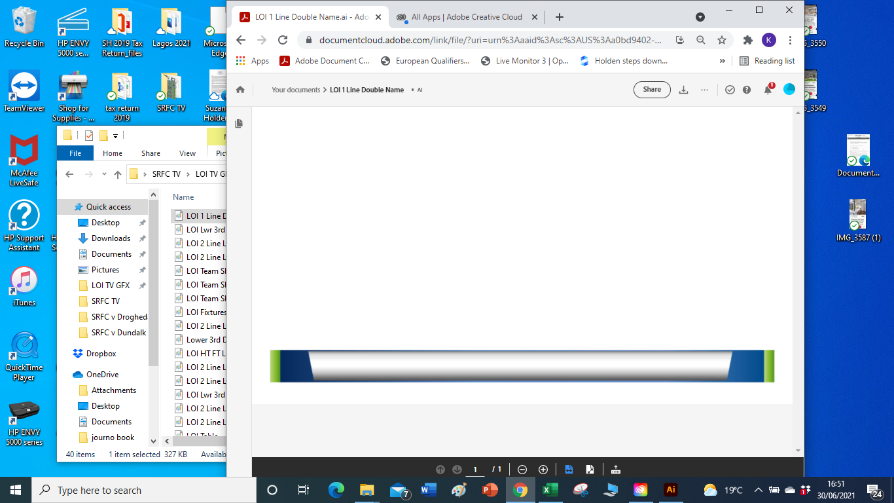 Recycle Bin
HP ENVY
5000 se...
SH 2019 Tax
Return_files
Lagos 2021
Micros
Edge
TeamViewer
Shop for
Supplies - ...
tax return
2019
SRFC TV
Suzan
Holde
McAfee
LiveSafe
HP Support
Assistant
iTunes
QuickTime
Player
HP ENVY
5000 series
File
Home
Share
View
Pic
SRFC TV
LOI TV GF
Name
Quick access
Desktop
Downloads
Documents
Pictures
LOI TV GFX
SRFC TV
SRFC v Droghed
SRFC v Dundalk
Dropbox
OneDrive
Attachments
Desktop
Documents
journo book
LOI 1 Line D
LOI Lwr 3rd
LOI 2 Line L
LOI 2 Line L
LOI Team Sh
LOI Team Sh
LOI Team Sh
LOI Fixtures
LOI 2 Line L
Lower 3rd D
LOI HT FT L
LOI 2 Line L
LOI 2 Line L
LOI Lwr 3rd
LOI 2 Line L
LOI 2 Line L
LOI Table
40 items
1 item selected 327 KB
Availab
LOI 1 Line Double Name.ai - Ado
All Apps | Adobe Creative Cloud
documentcloud.adobe.com/link/file/?uri=urn%3Aaaid%3Asc%3AUS%3Aa0bd9402-...
K
Apps
Adobe Document C...
European Qualifiers...
Live Monitor 3 | Op...
Holden steps down...
»
Reading list
Your documents > LOI 1 Line Double Name • AI
Share
1
1 / 1
_3550
_3549
Document...
IMG_3587 (1)
Type here to search
7
19°C
16:51
30/06/2021
24